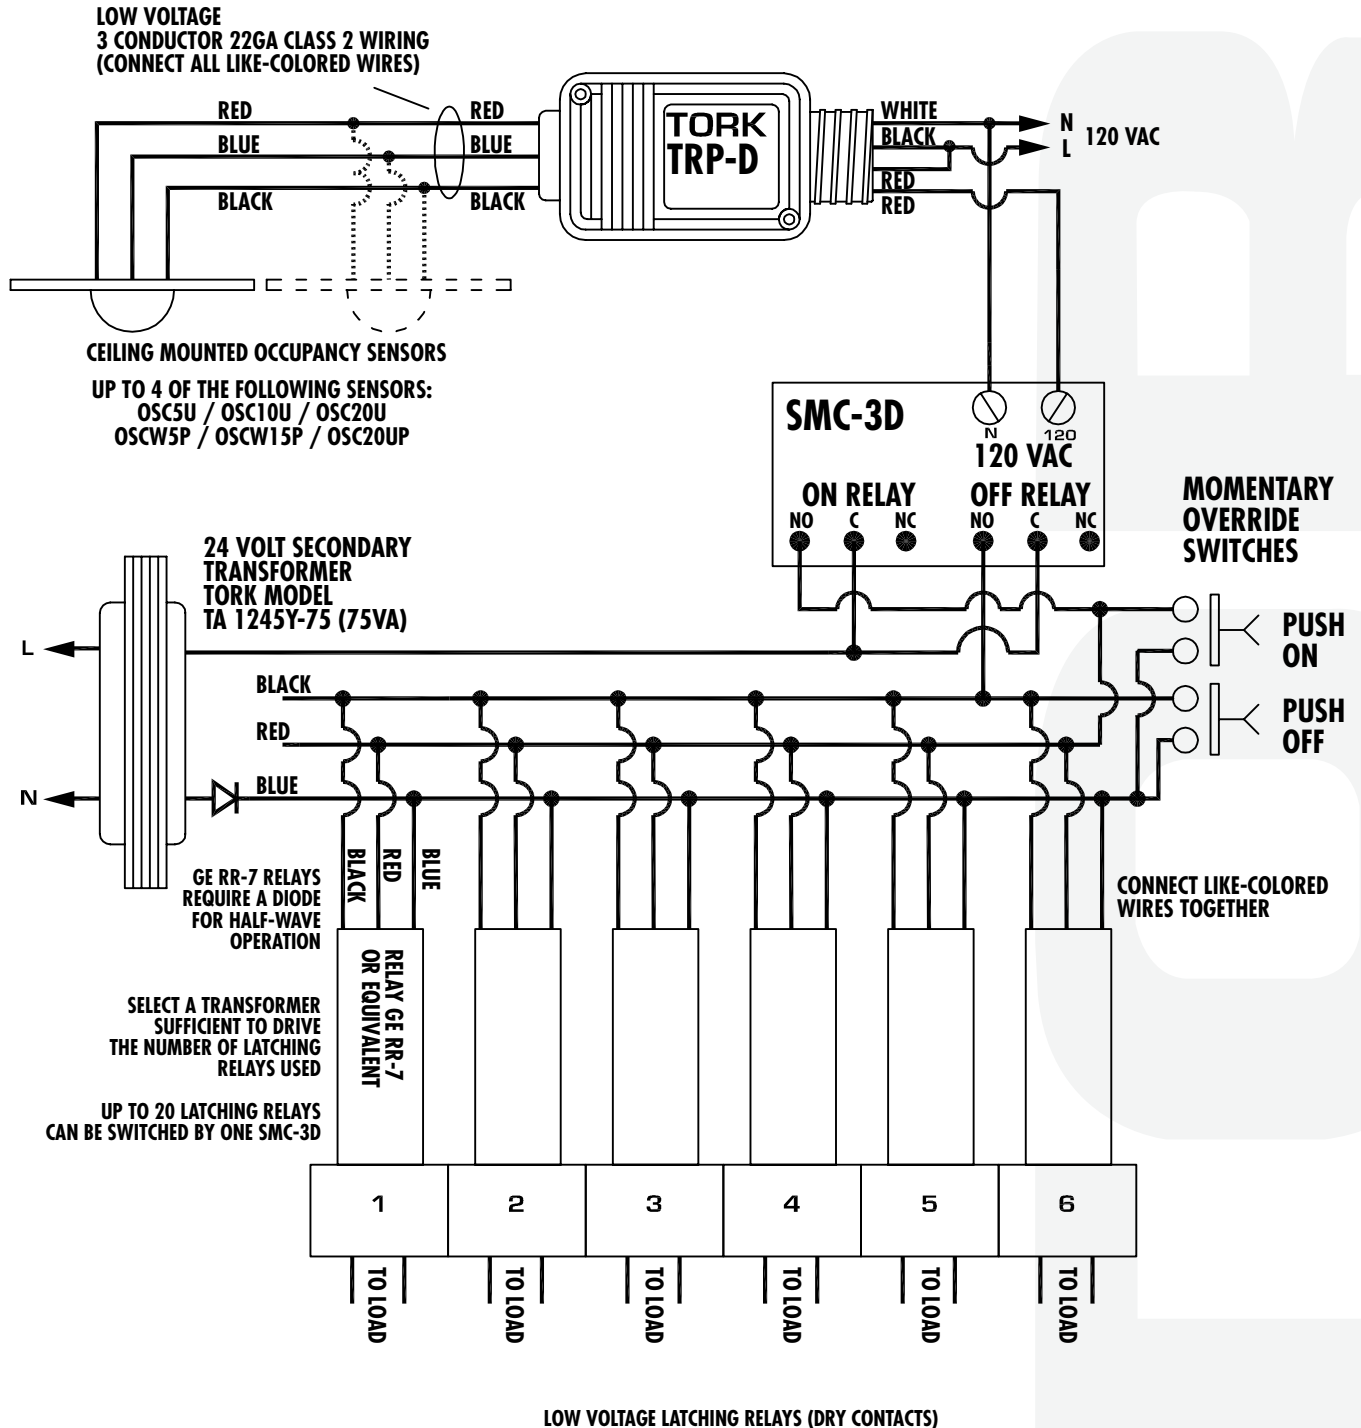 LOW VOLTAGE
3 CONDUCTOR 22GA CLASS 2 WIRING
(CONNECT ALL LIKE-COLORED WIRES)
RED
RED
BLUE
BLUE
BLACK
BLACK
TORK
TRP-D
WHITE
BLACK
RED
RED
N
L
120 VAC
CEILING MOUNTED OCCUPANCY SENSORS
UP TO 4 OF THE FOLLOWING SENSORS:
OSC5U / OSC10U / OSC20U
OSCW5P / OSCW15P / OSC20UP
SMC-3D
N
120
120 VAC
ON RELAY
OFF RELAY
NO
C
NC
NO
C
NC
MOMENTARY
OVERRIDE
SWITCHES
PUSH
ON
PUSH
OFF
24 VOLT SECONDARY
TRANSFORMER
TORK MODEL
TA 1245Y-75 (75VA)
L
N
BLACK
RED
BLUE
BLACK
RED
BLUE
GE RR-7 RELAYS
REQUIRE A DIODE
FOR HALF-WAVE
OPERATION
CONNECT LIKE-COLORED
WIRES TOGETHER
RELAY GE RR-7
OR EQUIVALENT
SELECT A TRANSFORMER
SUFFICIENT TO DRIVE
THE NUMBER OF LATCHING
RELAYS USED
UP TO 20 LATCHING RELAYS
CAN BE SWITCHED BY ONE SMC-3D
1
2
3
4
5
6
TO LOAD
TO LOAD
TO LOAD
TO LOAD
TO LOAD
TO LOAD
LOW VOLTAGE LATCHING RELAYS (DRY CONTACTS)